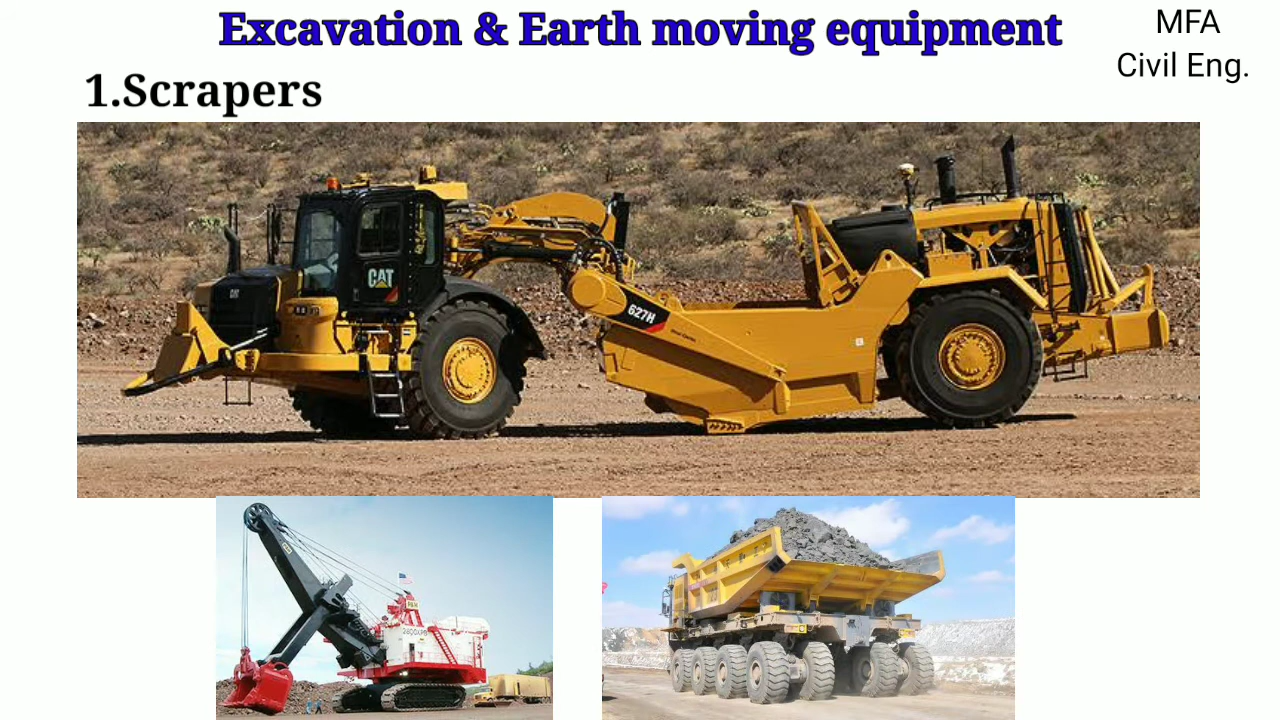 Excavation & Earth moving equipment
MFA
Civil Eng.
1.Scrapers
CAT
627H
P&H